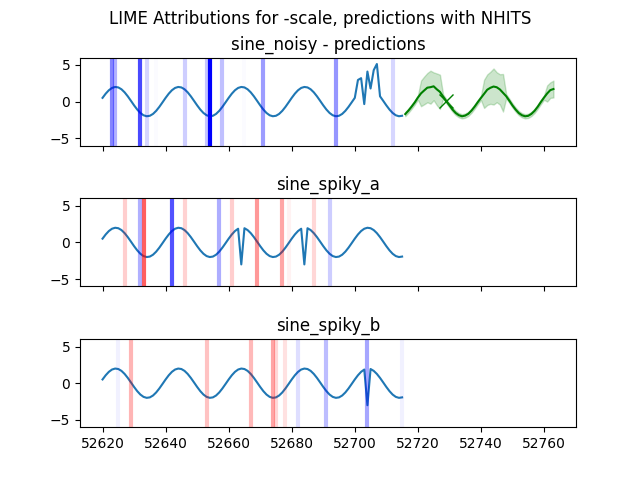 LIME Attributions for -scale, predictions with NHITS
sine_noisy - predictions
5
0
−5
sine_spiky_a
5
0
−5
sine_spiky_b
5
0
−5
52620 52640 52660 52680 52700 52720 52740 52760